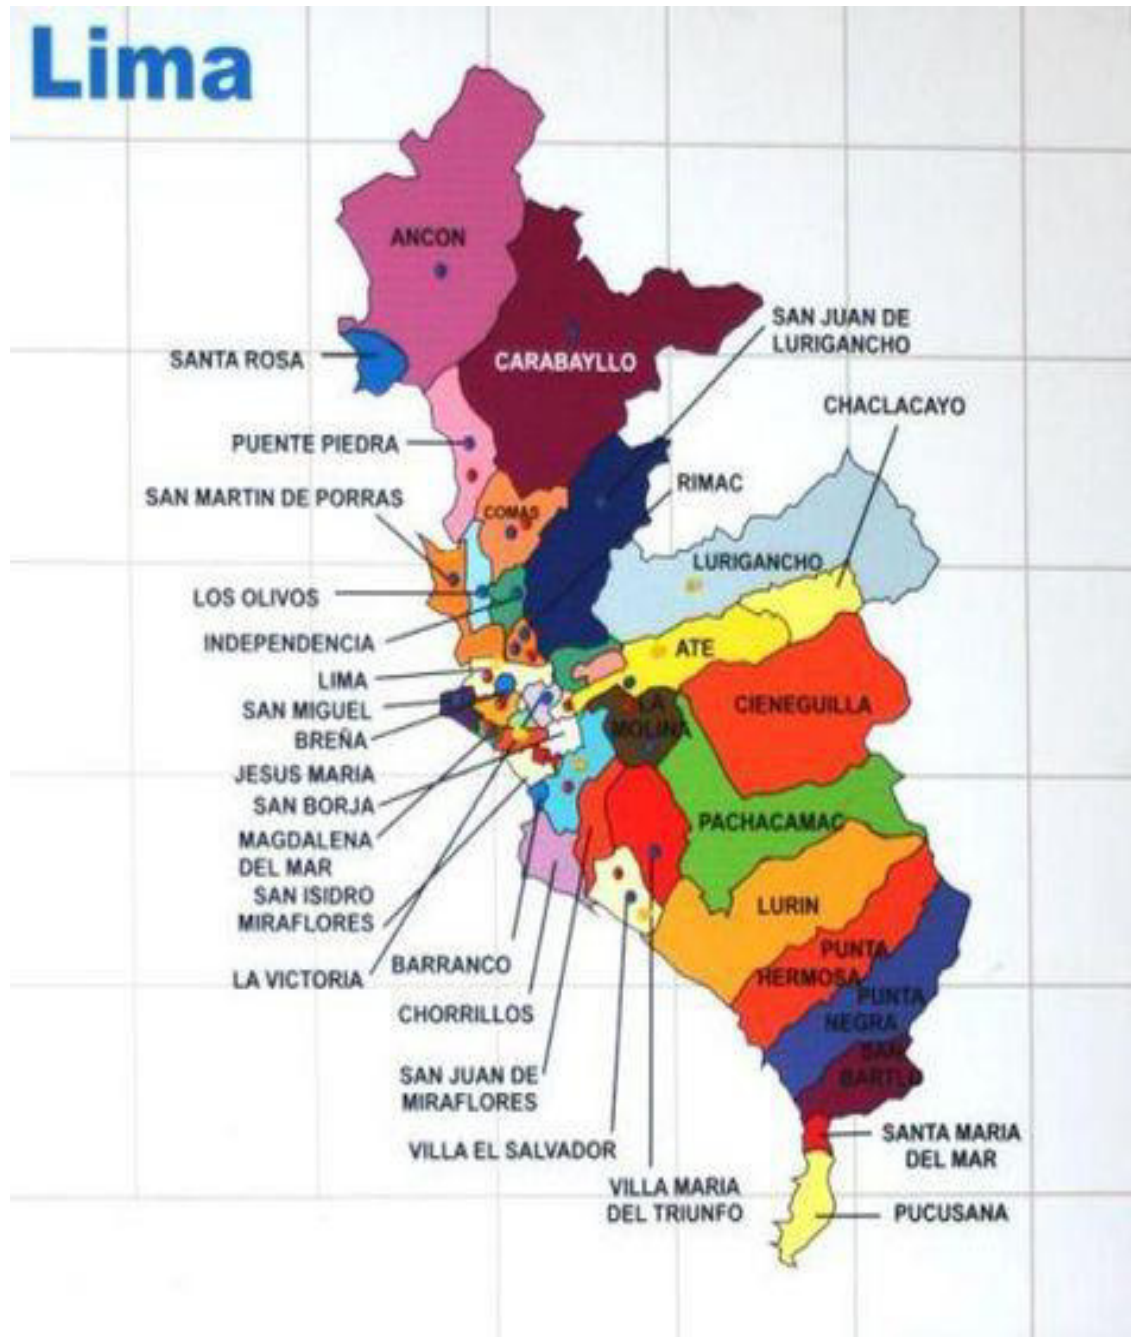 Lima
ANCON
SAN JUAN DE
LURIGANCHO
SANTA ROSA
CARABAYLLO
CHACLACAYO
PUENTE PIEDRA
RIMAC
SAN MARTIN DE PORRAS
COMAS
LURIGANCHO
LOS OLIVOS
INDEPENDENCIA
ATE
LIMA
SAN MIGUEL
LA
MOLINA
CIENEGUILLA
BREÑA
JESUS MARIA
SAN BORJA
MAGDALENA
DEL MAR
PACHACAMAC
SAN ISIDRO
MIRAFLORES
LURIN
LA VICTORIA
BARRANCO
PUNTA
HERMOSA
CHORRILLOS
PUNTA
NEGRA
SAN
BARTLO
SAN JUAN DE
MIRAFLORES
VILLA EL SALVADOR
SANTA MARIA
DEL MAR
VILLA MARIA
DEL TRIUNFO
PUCUSANA